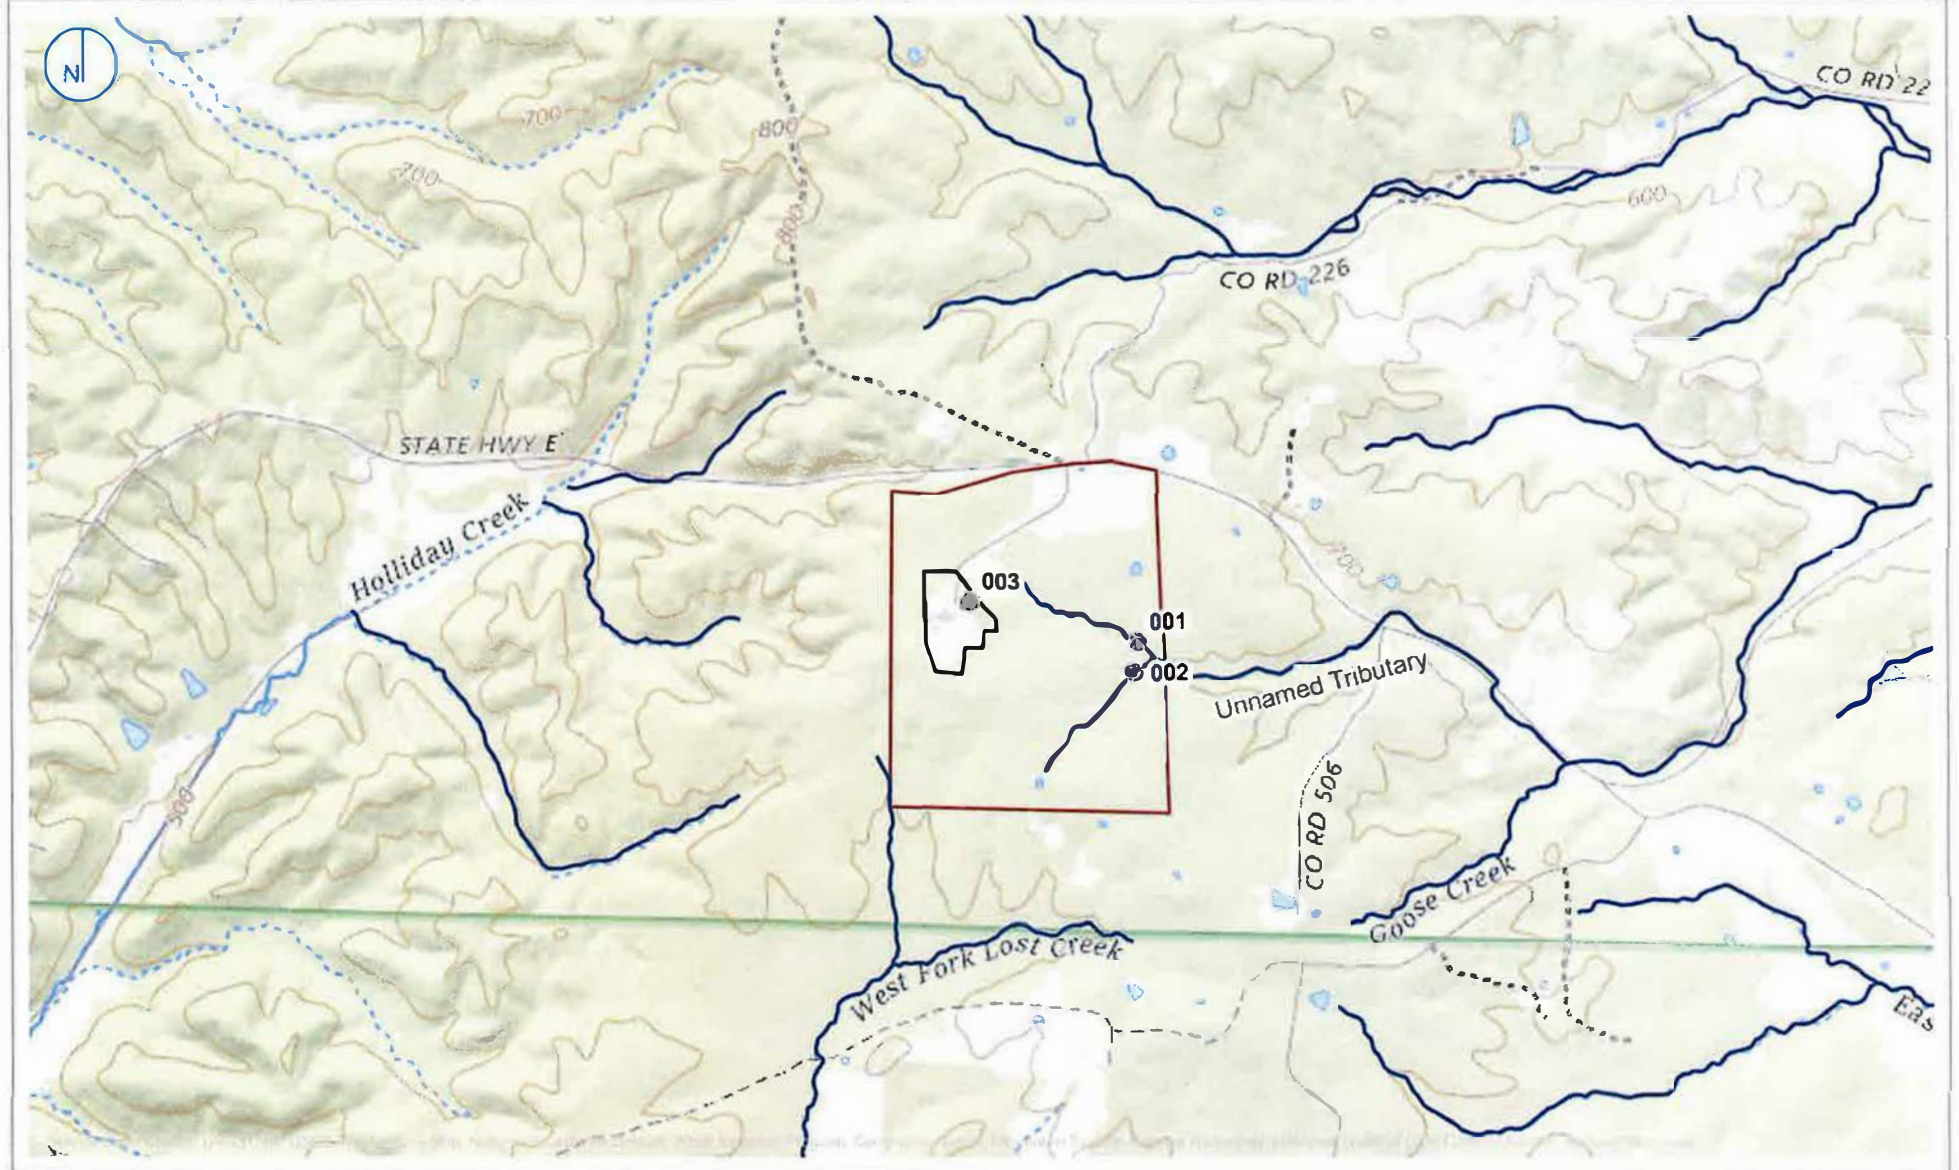 N
CO RD 22
700
800
700
600
800
CO RD 226
STATE HWY E
Holliday Creek
700
003
001
002
Unnamed Tributary
500
CO RD 506
Goose Creek
West Fork Lost Creek
Eas